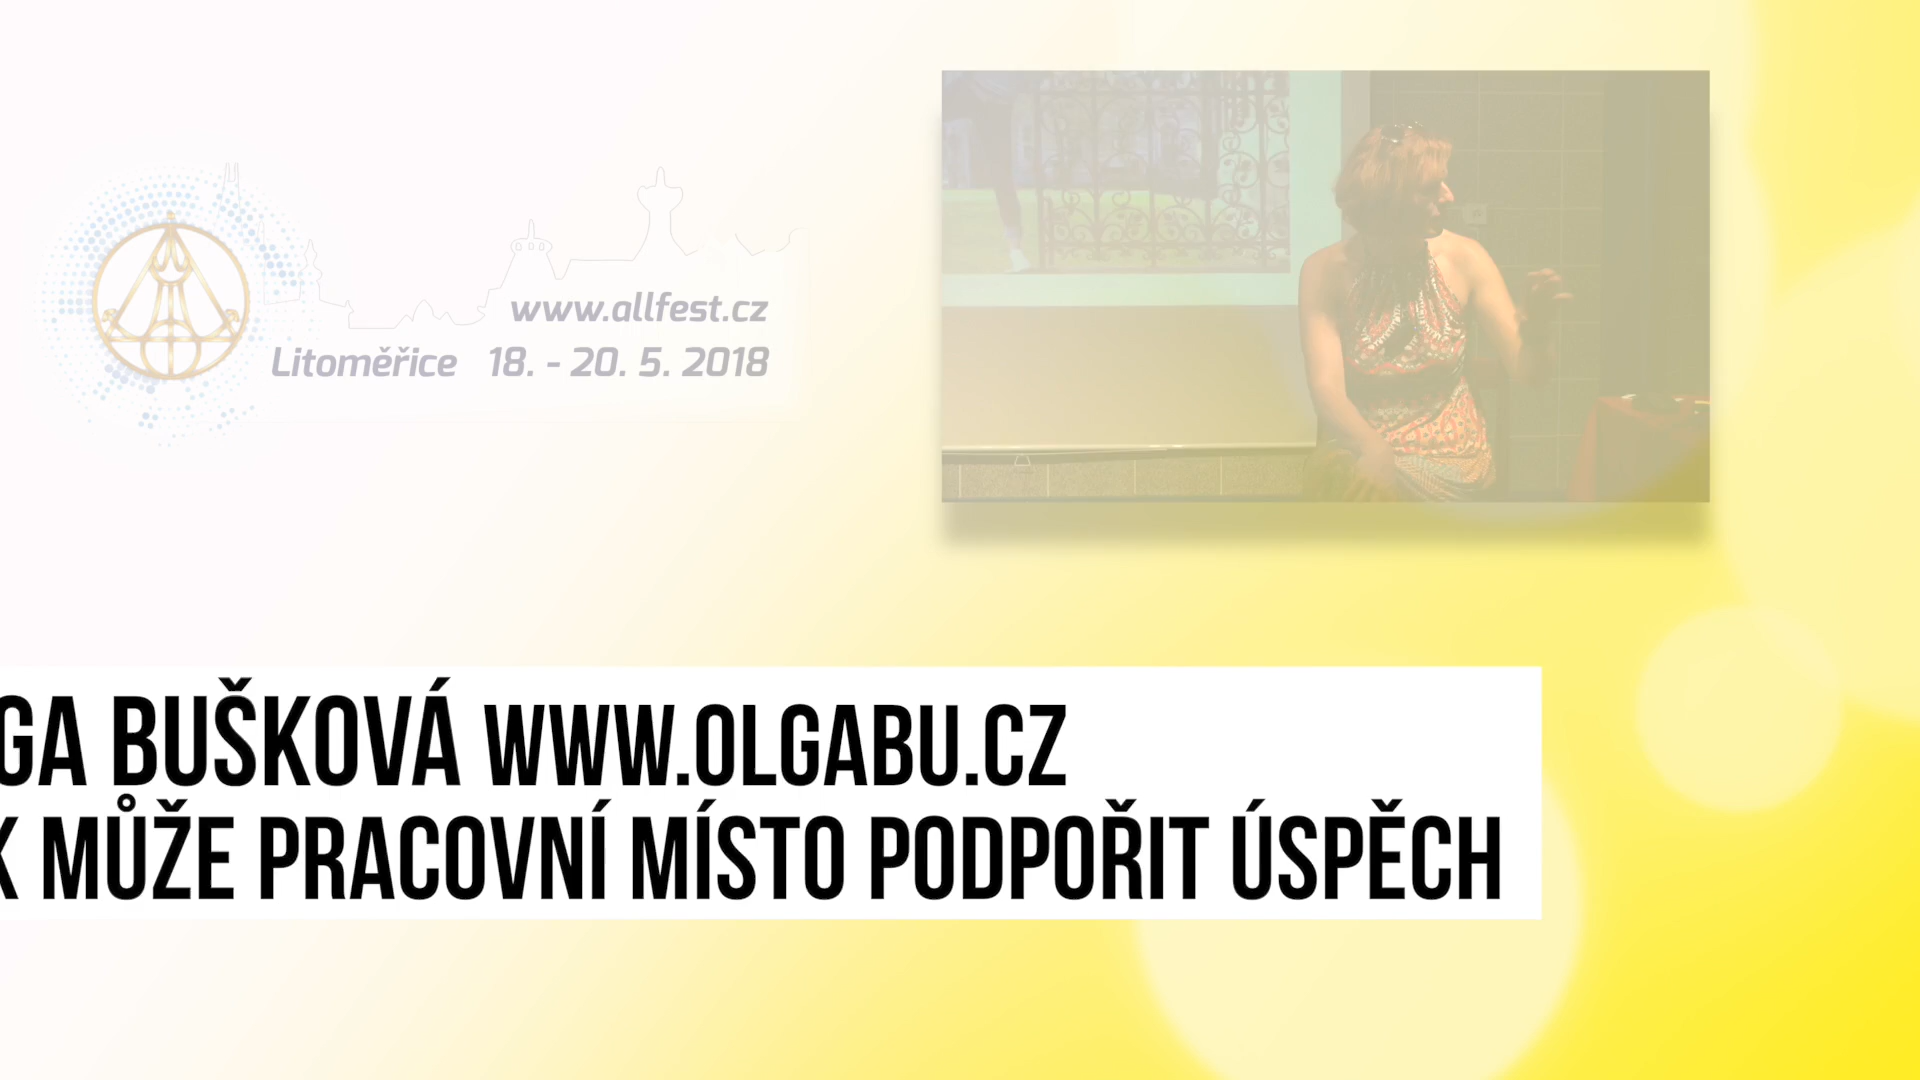 www.allfest.cz
Litoměřice 18. - 20. 5. 2018
GA BUŠKOVÁ WWW.OLGABU.CZ
K MŮŽE PRACOVNÍ MÍSTO PODPOŘIT ÚSPĚCH